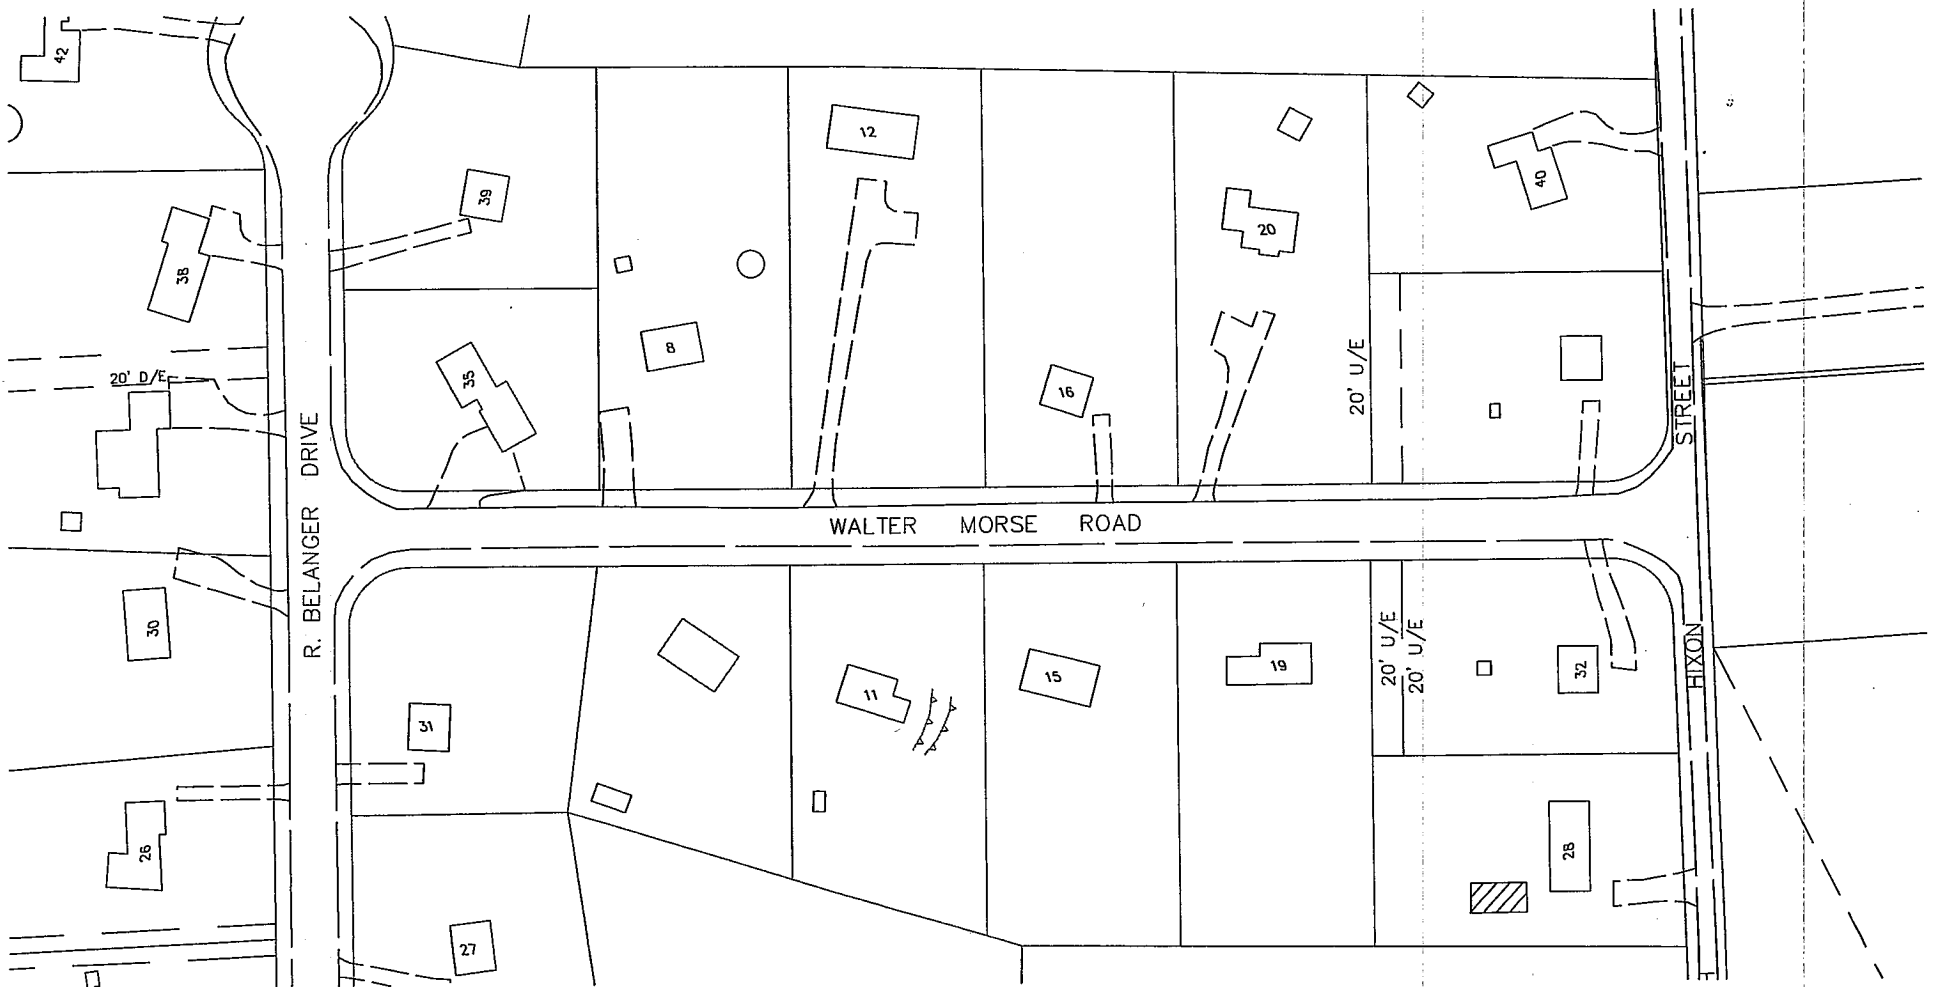 42
12
39
40
20
38
8
35
16
20' U/E
20' D/E
STREET
R. BELANGER DRIVE
WALTER MORSE ROAD
30
20' U/E
20' U/E
HIXON
32
19
15
11
31
26
28
27